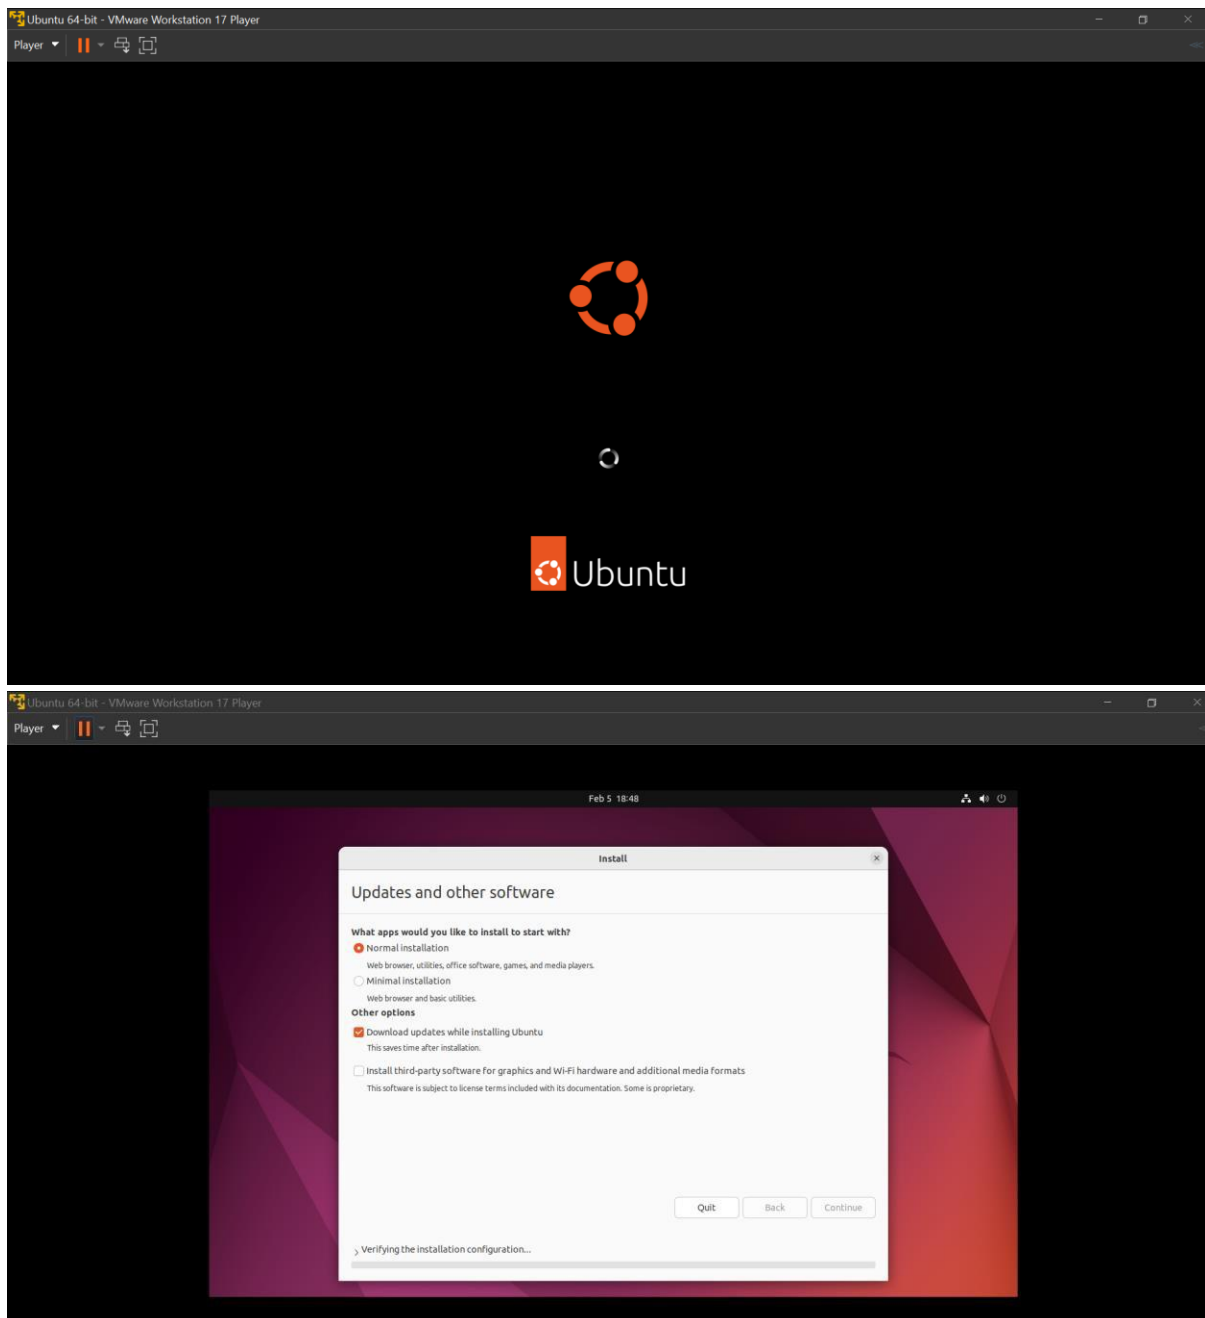 Ubuntu 64-bit - VMware Workstation 17 Player
Player
Ubuntu
Ubuntu 64-bit - VMware Workstation 17 Player
Player
Feb 5 18:48
Install
Updates and other software
What apps would you like to install to start with?
Normal installation
Web browser, utilities, office software, games, and media players.
Minimal installation
Web browser and basic utilities.
Other options
Download updates while installing Ubuntu
This saves time after installation.
Install third-party software for graphics and Wi-Fi hardware and additional media formats
This software is subject to license terms included with its documentation. Some is proprietary.
Quit Back Continue
Verifying the installation configuration...